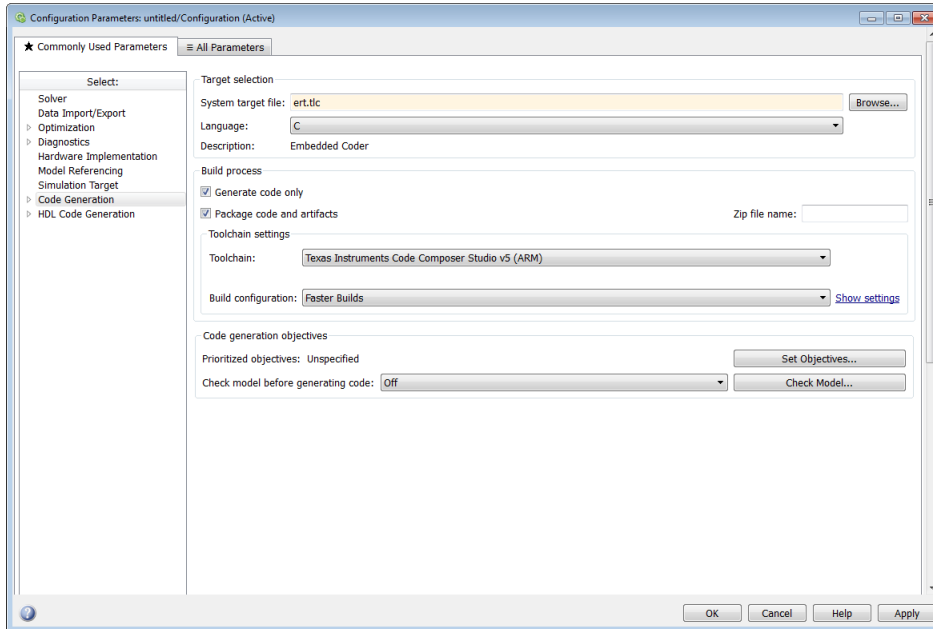 Configuration Parameters: untitled/Configuration (Active)
★ Commonly Used Parameters
≡ All Parameters
Select:
Solver
Data Import/Export
Optimization
Diagnostics
Hardware Implementation
Model Referencing
Simulation Target
Code Generation
HDL Code Generation
Target selection
System target file: ert.tlc Browse...
Language: C
Description: Embedded Coder
Build process
Generate code only
Package code and artifacts Zip file name:
Toolchain settings
Toolchain: Texas Instruments Code Composer Studio v5 (ARM)
Build configuration: Faster Builds Show settings
Code generation objectives
Prioritized objectives: Unspecified Set Objectives...
Check model before generating code: Off Check Model...
OK Cancel Help Apply